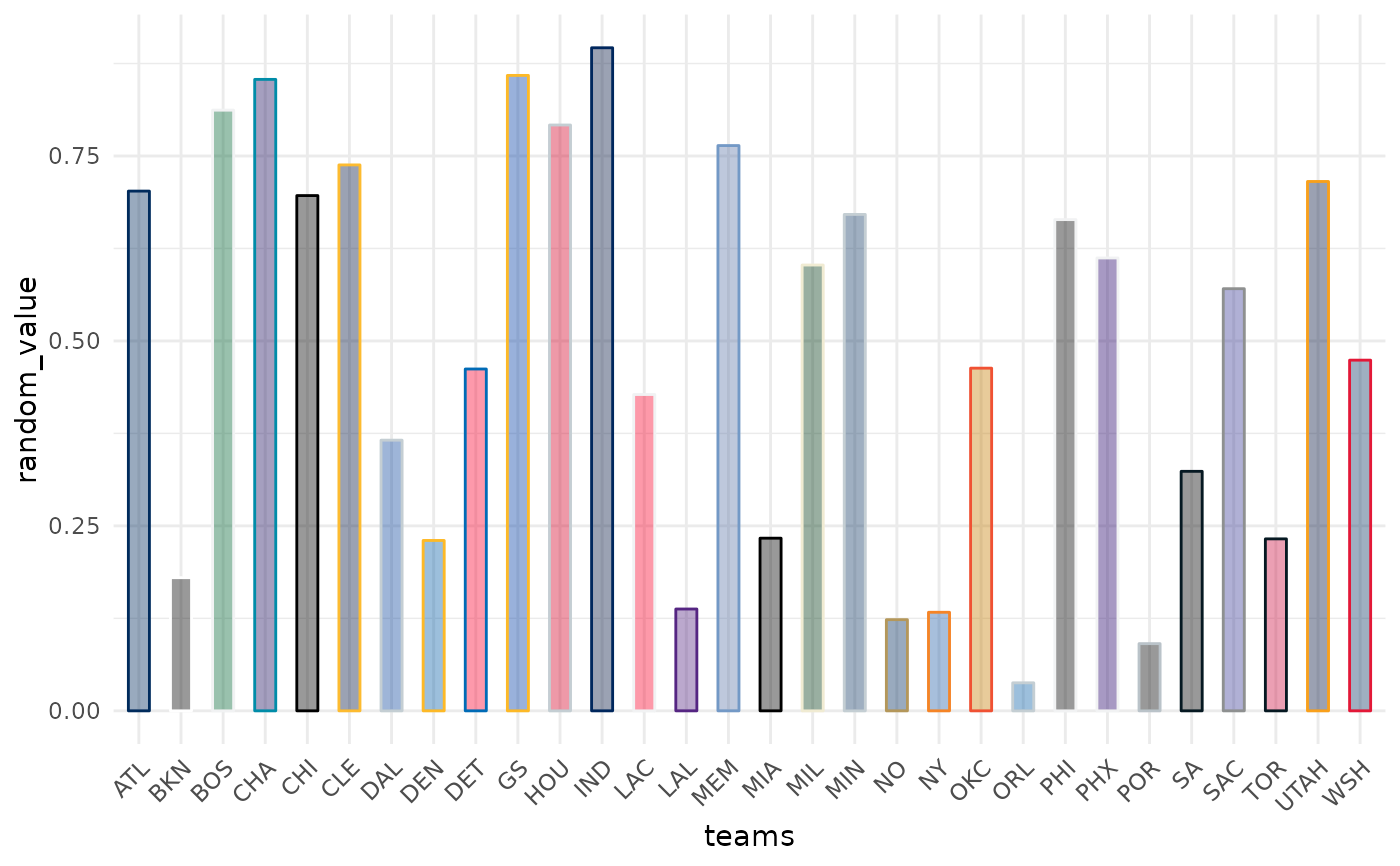 random_value
0.75
0.50
0.25
0.00
ATL BKN BOS CHA CHI CLE DAL DEN DET GS HOU IND LAC LAL MEM MIA MIL MIN NO NY OKC ORL PHI PHX POR SA SAC TOR UTAH WSH
teams